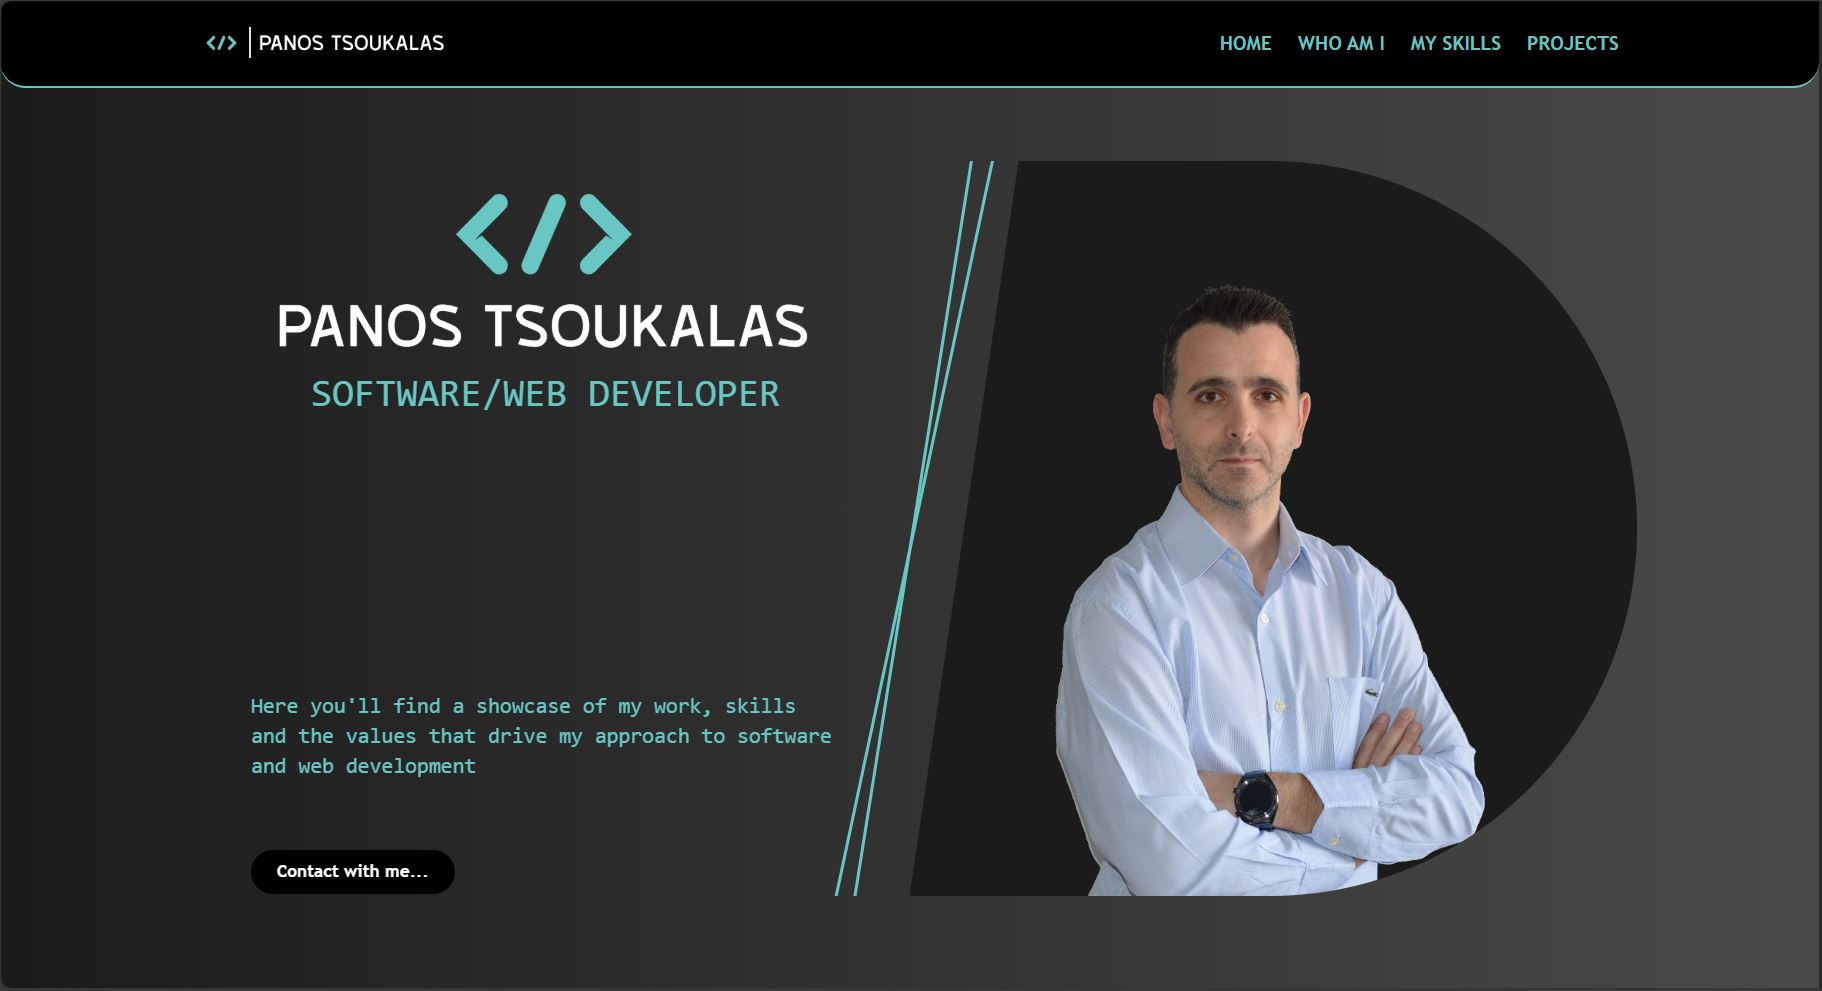 </> PANOS TSOUKALAS
HOME WHO AM I MY SKILLS PROJECTS
</>
PANOS TSOUKALAS
SOFTWARE/WEB DEVELOPER
Here you'll find a showcase of my work, skills
and the values that drive my approach to software
and web development
Contact with me...